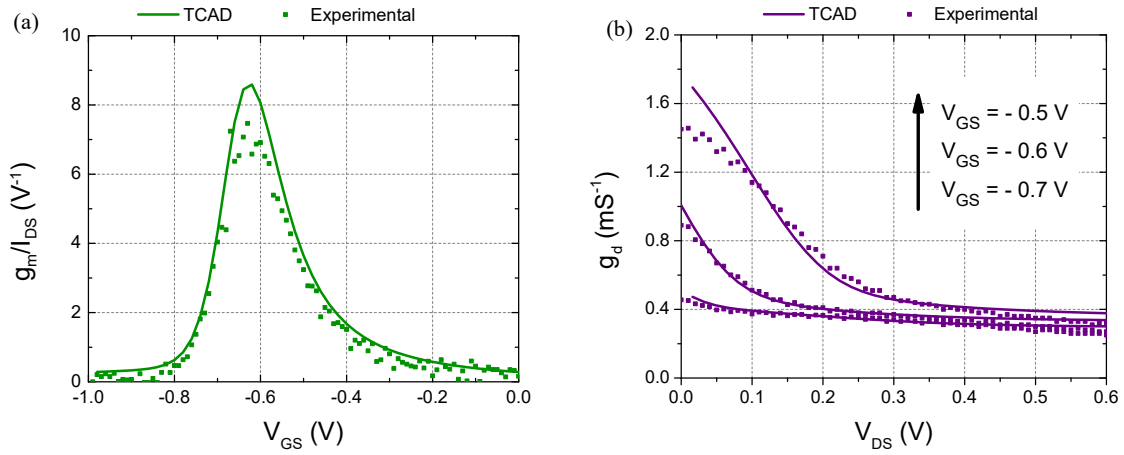 (a)
TCAD
Experimental
10
8
6
4
2
0
g_m/I_DS (V⁻¹)
-1.0
-0.8
-0.6
-0.4
-0.2
0.0
V_GS (V)
(b)
TCAD
Experimental
2.0
1.6
1.2
0.8
0.4
0.0
g_d (mS⁻¹)
V_GS = - 0.5 V
V_GS = - 0.6 V
V_GS = - 0.7 V
0.0
0.1
0.2
0.3
0.4
0.5
0.6
V_DS (V)